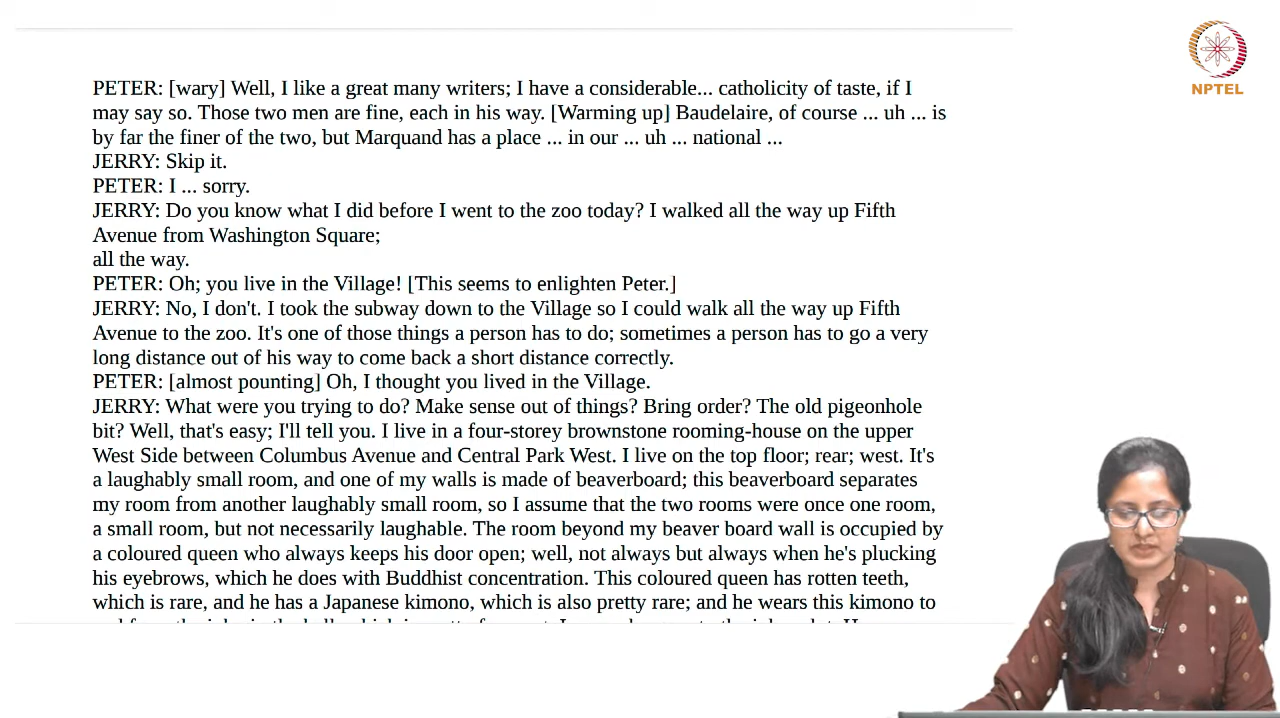 PETER: [wary] Well, I like a great many writers; I have a considerable... catholicity of taste, if I
may say so. Those two men are fine, each in his way. [Warming up] Baudelaire, of course ... uh ... is
by far the finer of the two, but Marquand has a place ... in our ... uh ... national ...
JERRY: Skip it.
PETER: I ... sorry.
JERRY: Do you know what I did before I went to the zoo today? I walked all the way up Fifth
Avenue from Washington Square;
all the way.
PETER: Oh; you live in the Village! [This seems to enlighten Peter.]
JERRY: No, I don't. I took the subway down to the Village so I could walk all the way up Fifth
Avenue to the zoo. It's one of those things a person has to do; sometimes a person has to go a very
long distance out of his way to come back a short distance correctly.
PETER: [almost pounting] Oh, I thought you lived in the Village.
JERRY: What were you trying to do? Make sense out of things? Bring order? The old pigeonhole
bit? Well, that's easy; I'll tell you. I live in a four-storey brownstone rooming-house on the upper
West Side between Columbus Avenue and Central Park West. I live on the top floor; rear; west. It's
a laughably small room, and one of my walls is made of beaverboard; this beaverboard separates
my room from another laughably small room, so I assume that the two rooms were once one room,
a small room, but not necessarily laughable. The room beyond my beaver board wall is occupied by
a coloured queen who always keeps his door open; well, not always but always when he's plucking
his eyebrows, which he does with Buddhist concentration. This coloured queen has rotten teeth,
which is rare, and he has a Japanese kimono, which is also pretty rare; and he wears this kimono to
NPTEL